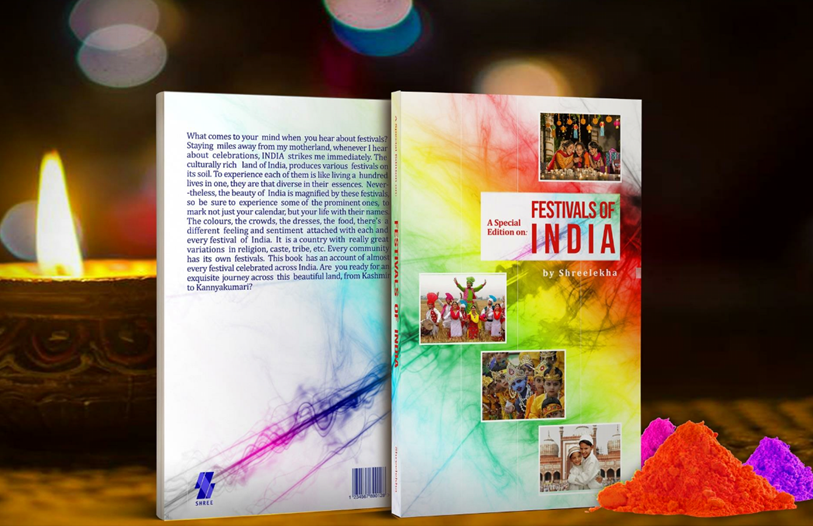 What comes to your mind when you hear about festivals?
Staying miles away from my motherland, whenever I hear
about celebrations, INDIA strikes me immediately. The
culturally rich land of India, produces various festivals on
its soil. To experience each of them is like living a hundred
lives in one, they are that diverse in their essences. Never-
-theless, the beauty of India is magnified by these festivals,
so be sure to experience some of the prominent ones, to
mark not just your calendar, but your life with their names.
The colours, the crowds, the dresses, the food, there's a
different feeling and sentiment attached with each and
every festival of India. It is a country with really great
variations in religion, caste, tribe, etc. Every community
has its own festivals. This book has an account of almost
every festival celebrated across India. Are you ready for an
exquisite journey across this beautiful land, from Kashmir
to Kannyakumari?
SHREE
A Special Edition on:
FESTIVALS OF INDIA
Shreelekha
A Special
Edition on:
FESTIVALS OF
INDIA
by Shreelekha